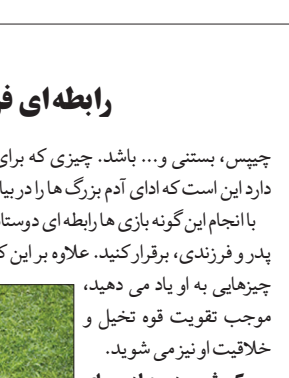 رابطه‌ای
چیپس، بستنی و... باشد. چیزی که برای
دارد این است که ادای آدم بزرگ ها را در
با انجام این گونه بازی ها رابطه ای
پدر و فرزندی، برقرار کنید. علاوه بر این
چیزهایی به او یاد می دهید،
موجب تقویت قوه تخیل و
خلاقیت او نیز می شوید.